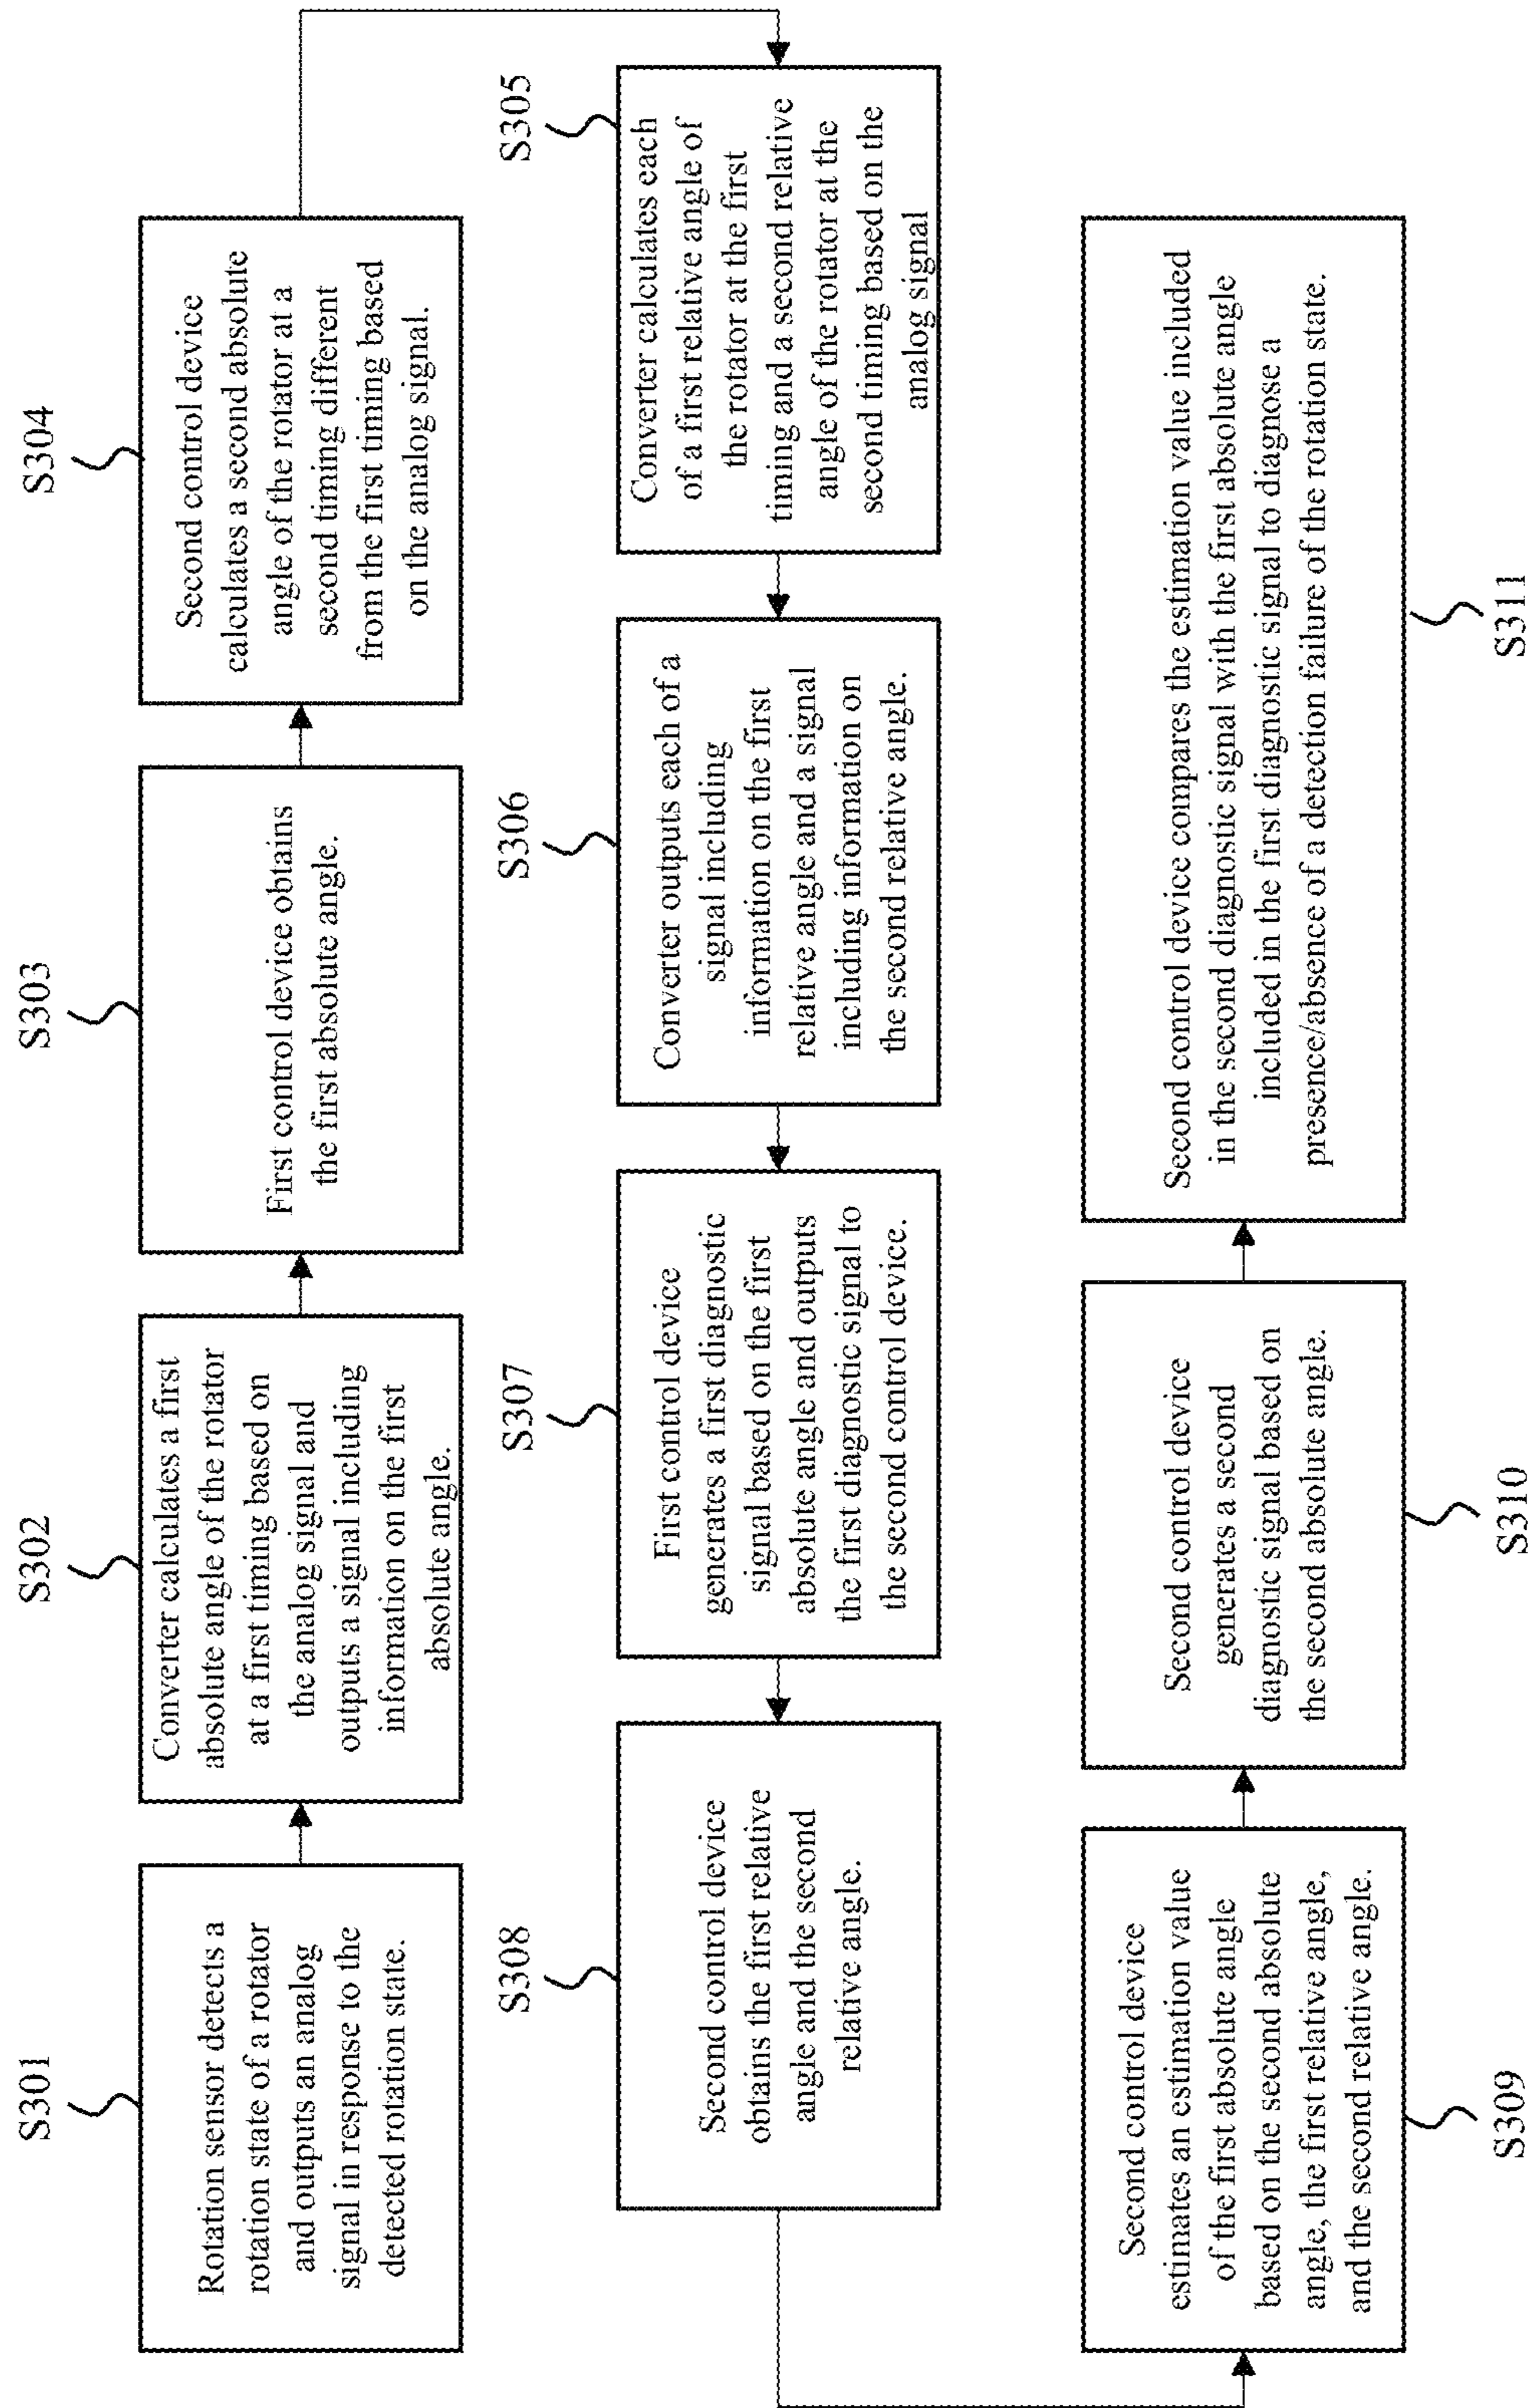 S301
Rotation sensor detects a
rotation state of a rotator
and outputs an analog
signal in response to the
detected rotation state.
S302
Converter calculates a first
absolute angle of the rotator
at a first timing based on
the analog signal and
outputs a signal including
information on the first
absolute angle.
S303
First control device obtains
the first absolute angle.
S304
Second control device
calculates a second absolute
angle of the rotator at a
second timing different
from the first timing based
on the analog signal.
S305
Converter calculates each
of a first relative angle of
the rotator at the first
timing and a second relative
angle of the rotator at the
second timing based on the
analog signal
S306
Converter outputs each of a
signal including
information on the first
relative angle and a signal
including information on
the second relative angle.
S307
First control device
generates a first diagnostic
signal based on the first
absolute angle and outputs
the first diagnostic signal to
the second control device.
S308
Second control device
obtains the first relative
angle and the second
relative angle.
Second control device
estimates an estimation value
of the first absolute angle
based on the second absolute
angle, the first relative angle,
and the second relative angle.
S309
Second control device
generates a second
diagnostic signal based on
the second absolute angle.
S310
Second control device compares the estimation value included
in the second diagnostic signal with the first absolute angle
included in the first diagnostic signal to diagnose a
presence/absence of a detection failure of the rotation state.
S311